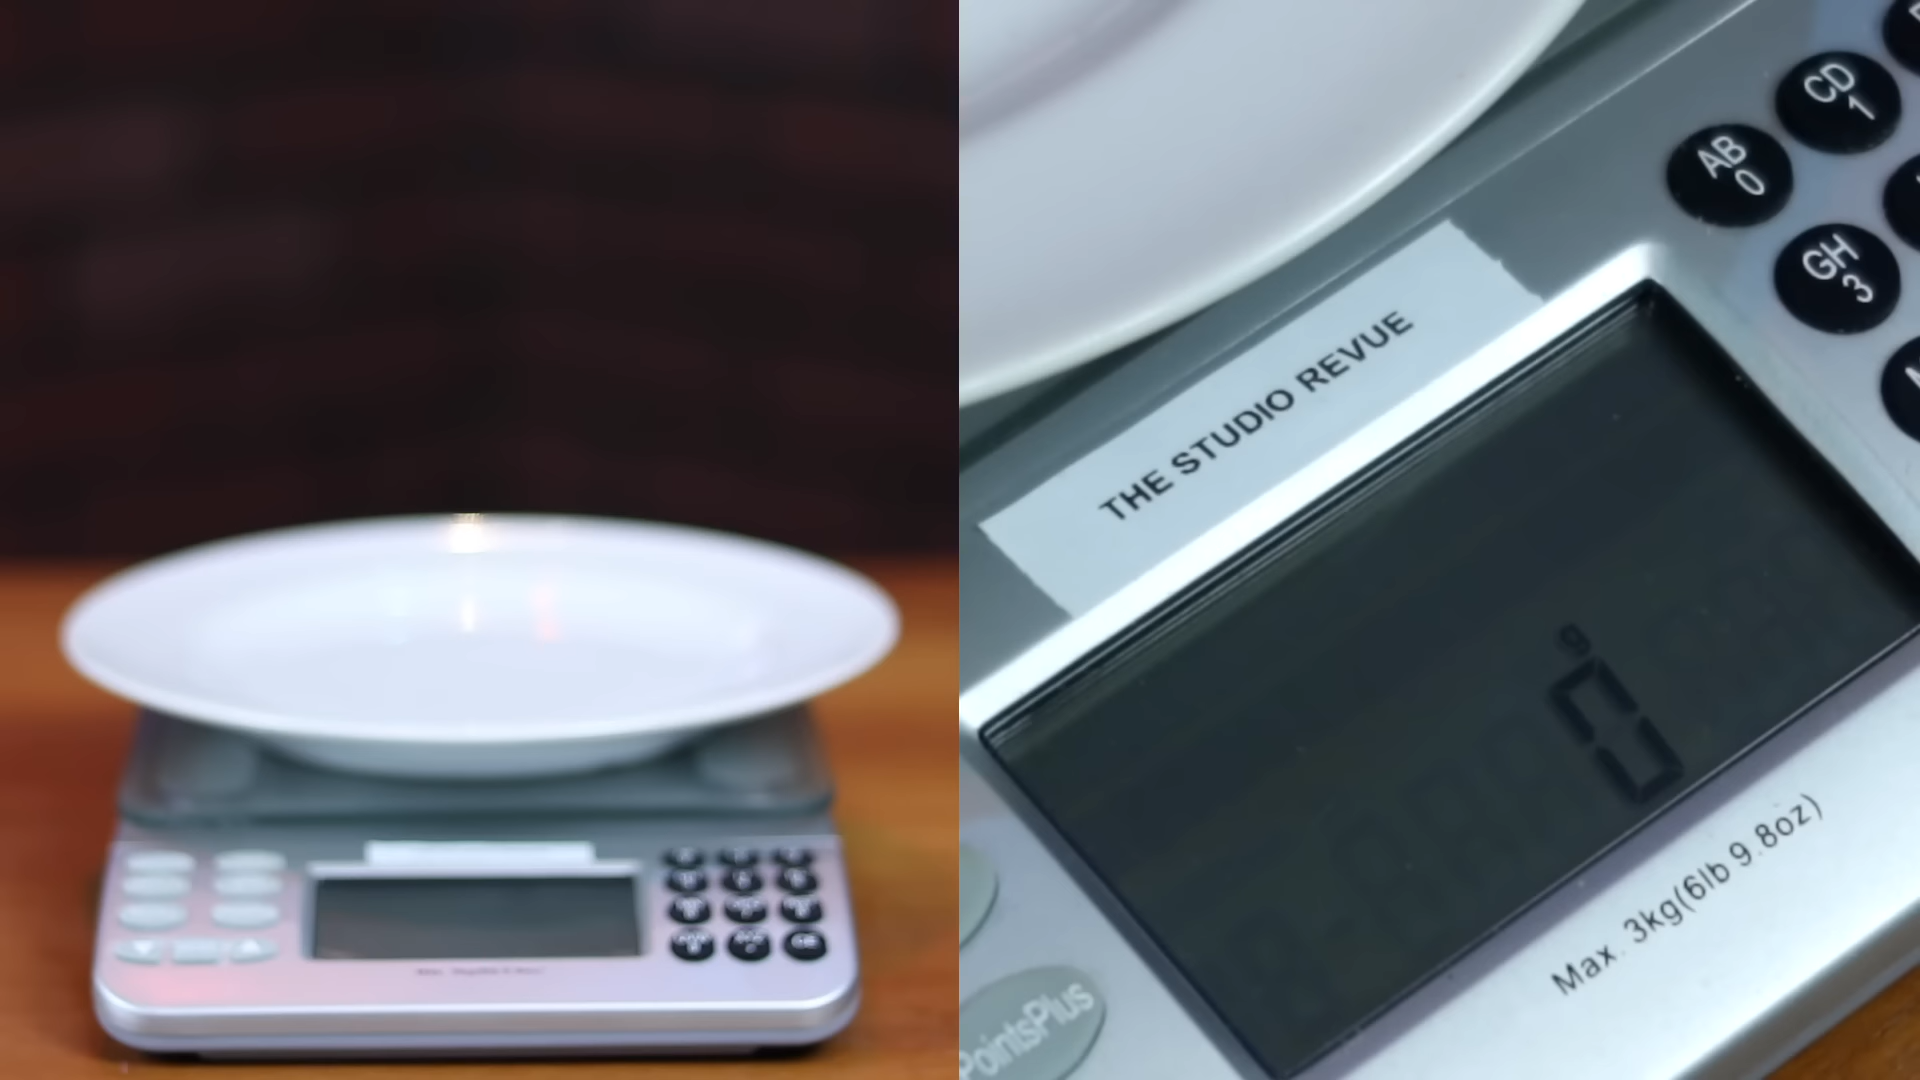 CD
1
AB
0
GH
3
THE STUDIO REVUE
g
0
Max. 3kg(6lb 9.8oz)
PointsPlus